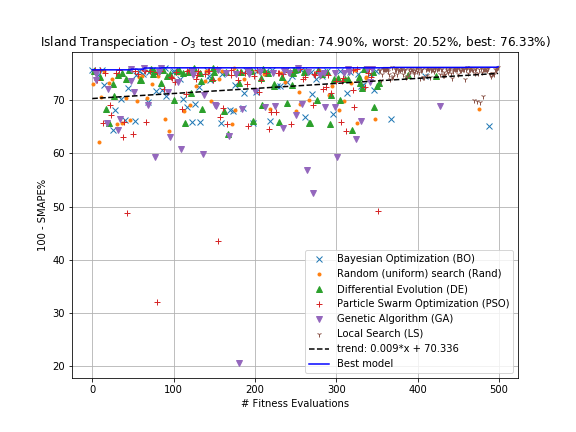 Island Transpeciation - O₃ test 2010 (median: 74.90%, worst: 20.52%, best: 76.33%)
100 - SMAPE%
70
60
50
40
30
20
0 100 200 300 400 500
# Fitness Evaluations
Bayesian Optimization (BO)
Random (uniform) search (Rand)
Differential Evolution (DE)
Particle Swarm Optimization (PSO)
Genetic Algorithm (GA)
Local Search (LS)
trend: 0.009*x + 70.336
Best model